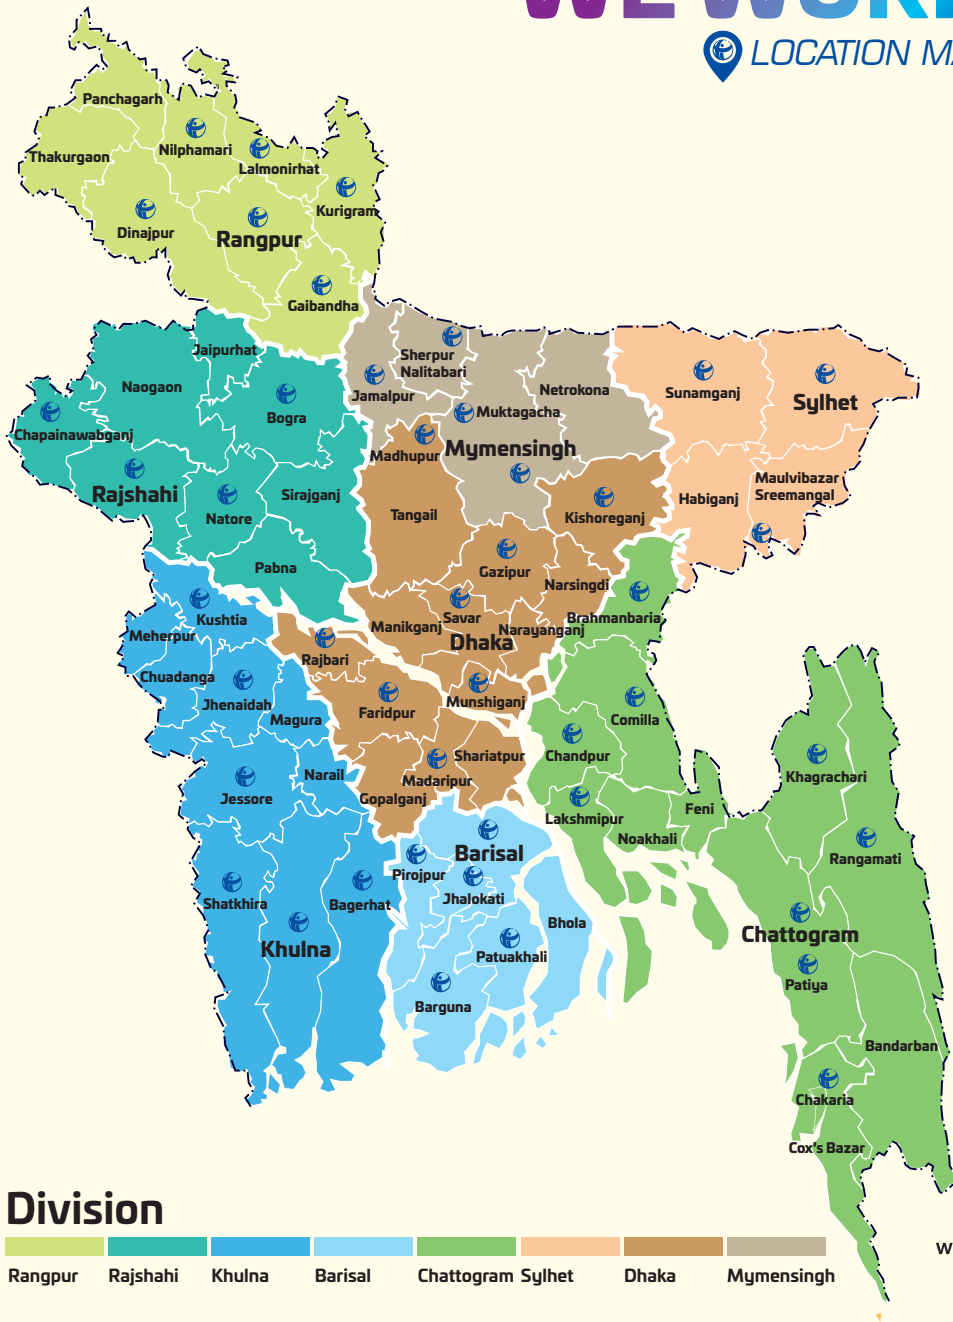 WE WOR
LOCATION MA
Panchagarh
Thakurgaon
Nilphamari
Lalmonirhat
Kurigram
Dinajpur
Rangpur
Gaibandha
Jaipurhat
Naogaon
Bogra
Chapainawabganj
Rajshahi
Natore
Sirajganj
Pabna
Sherpur
Nalitabari
Jamalpur
Netrokona
Muktagacha
Mymensingh
Madhupur
Tangail
Kishoreganj
Sunamganj
Sylhet
Habiganj
Maulvibazar
Sreemangal
Gazipur
Narsingdi
Savar
Manikganj
Narayanganj
Dhaka
Brahmanbaria
Rajbari
Munshiganj
Faridpur
Shariatpur
Madaripur
Gopalganj
Kushtia
Meherpur
Chuadanga
Jhenaidah
Magura
Narail
Jessore
Shatkhira
Bagerhat
Khulna
Barisal
Pirojpur
Jhalokati
Bhola
Patuakhali
Barguna
Comilla
Chandpur
Lakshmipur
Noakhali
Feni
Khagrachari
Rangamati
Chattogram
Patiya
Bandarban
Chakaria
Cox's Bazar
Division
Rangpur Rajshahi Khulna Barisal Chattogram Sylhet Dhaka Mymensingh
w